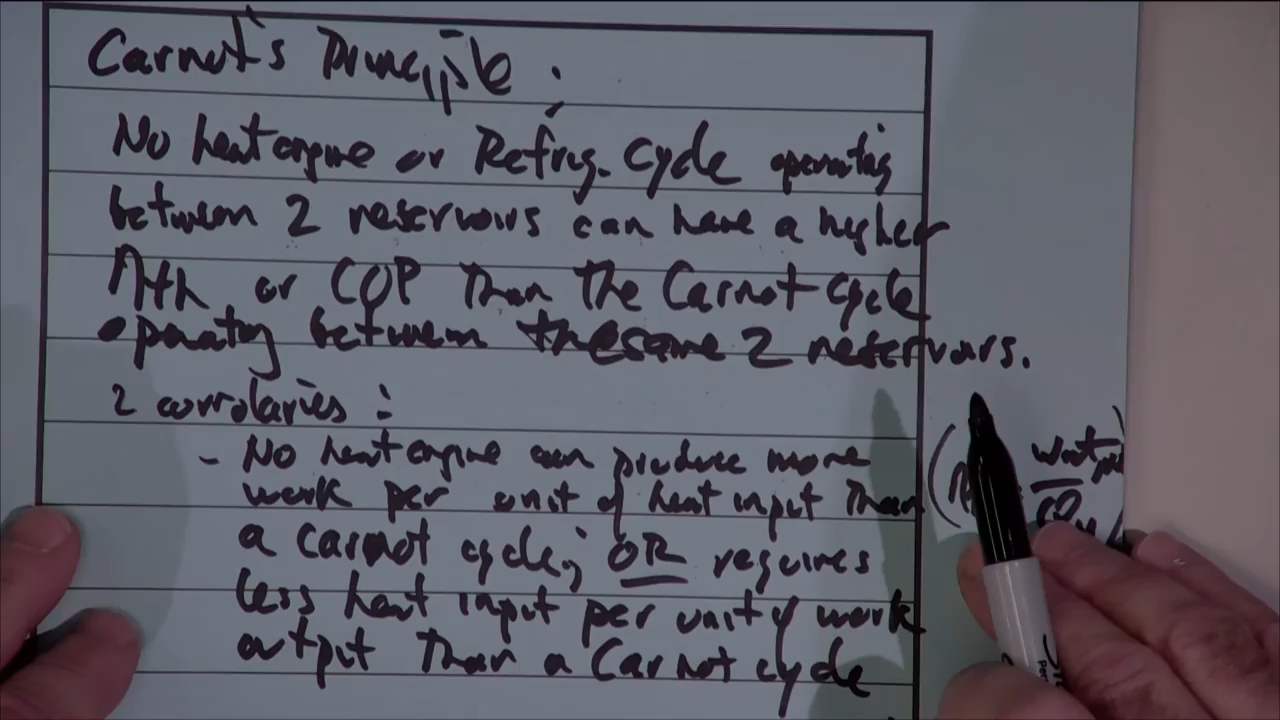 Carnot's Principle:
No heat engine or Refrig. Cycle operating
between 2 reservoirs can have a higher
ηth or COP Than The Carnot cycle
operating between the same 2 reservoirs.
2 corrolaries:
- No heat engine can produce more
work per unit of heat input Than (
a Carnot cycle; OR requires
less heat input per unit of work
output Than a Carnot cycle